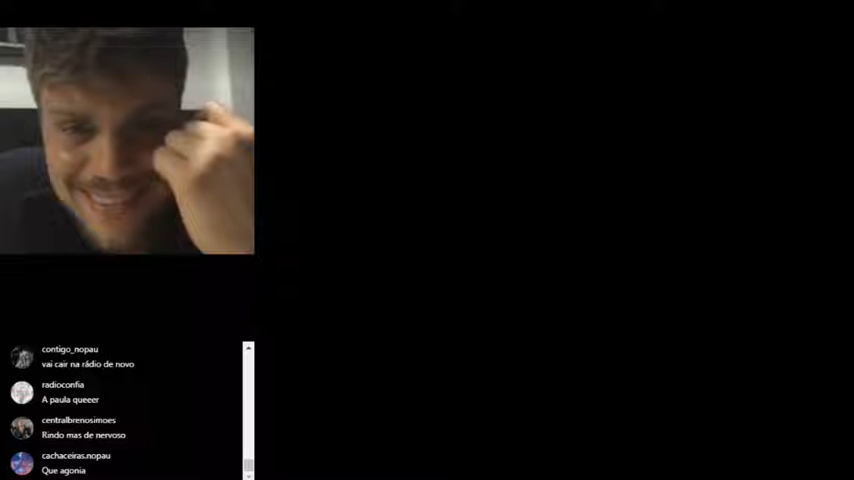 contigo_nopau
vai cair na rádio de novo
radioconfia
A paula queeer
centralbrenosimoes
Rindo mas de nervoso
cachaceiras.nopau
Que agonia